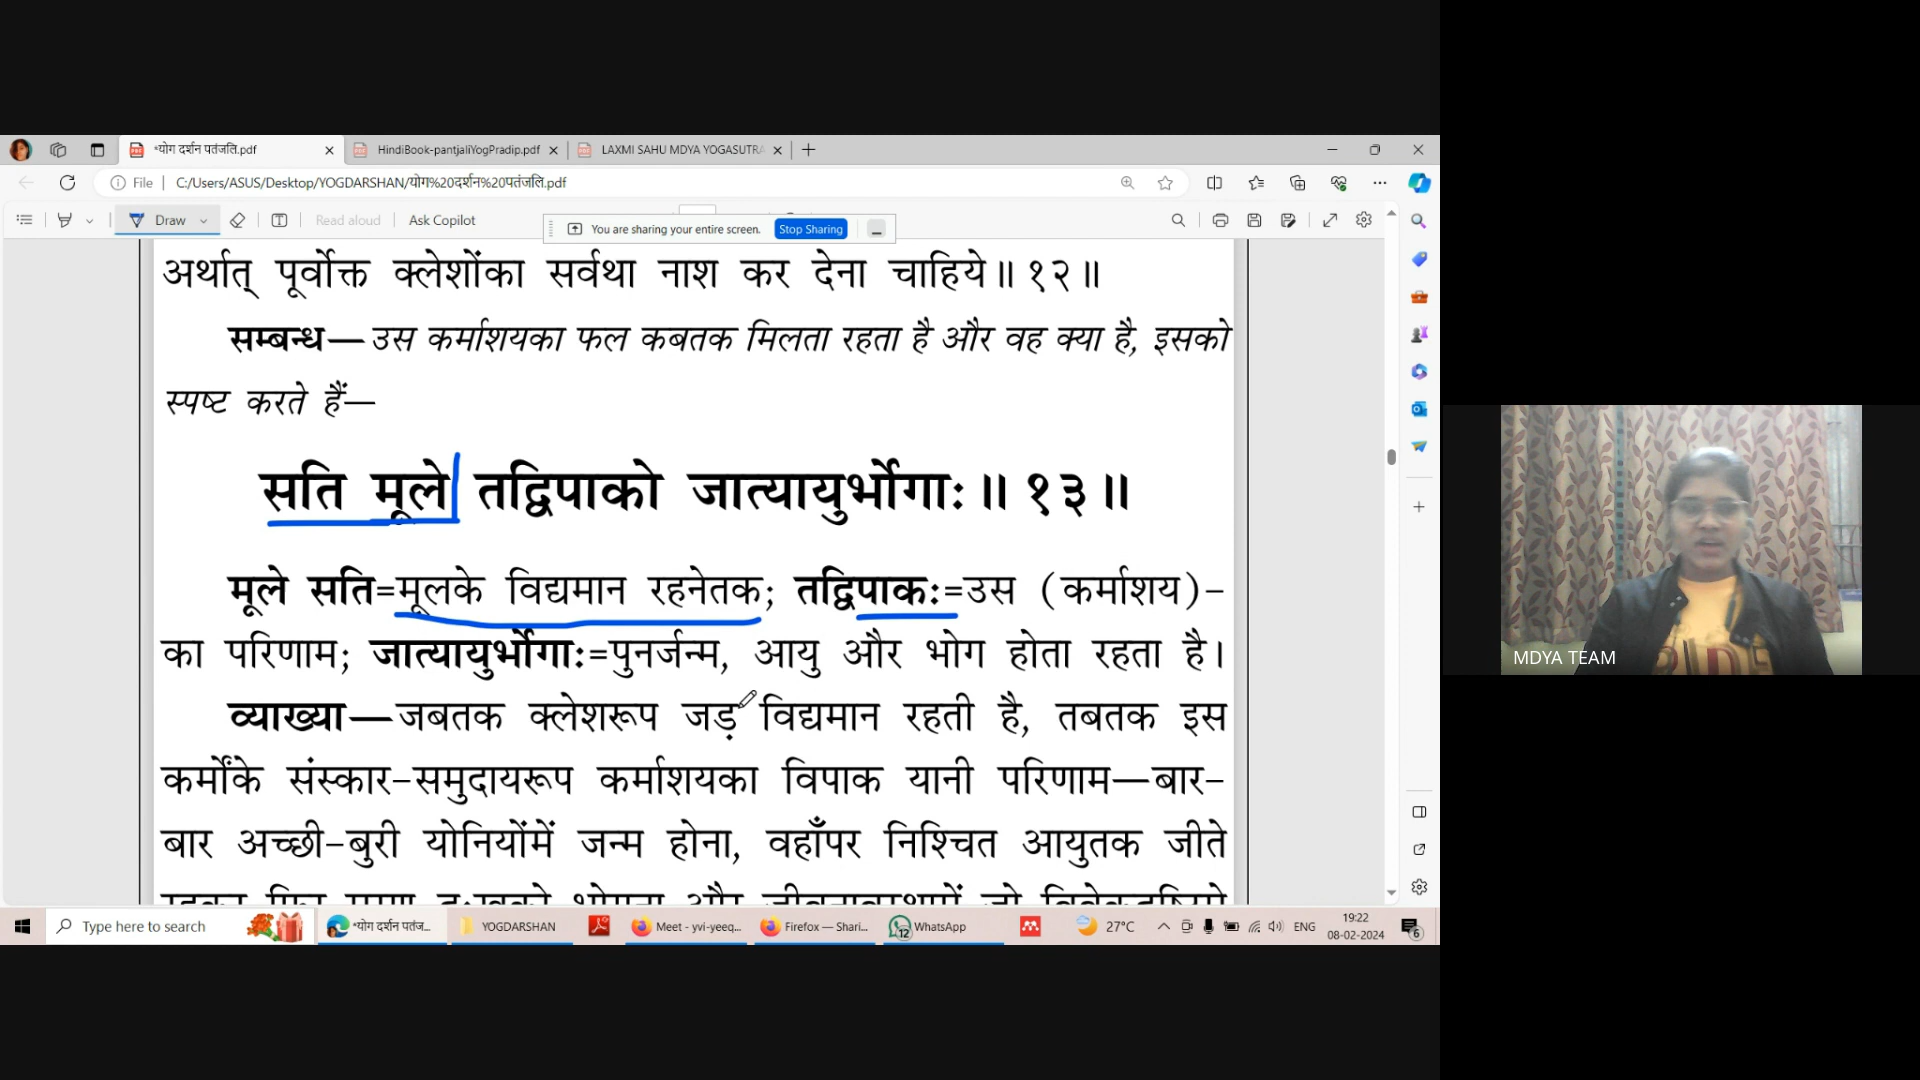 *योग दर्शन पतंजलि.pdf
HindiBook-pantjaliYogPradip.pdf
LAXMI SAHU MDYA YOGASUTRA
File
C:/Users/ASUS/Desktop/YOGDARSHAN/योग%20दर्शन%20पतंजलि.pdf
Draw
Read aloud
Ask Copilot
You are sharing your entire screen.
Stop Sharing
अर्थात् पूर्वोक्त क्लेशोंका सर्वथा नाश कर देना चाहिये॥ १२॥
सम्बन्ध—उस कर्माशयका फल कबतक मिलता रहता है और वह क्या है, इसको
स्पष्ट करते हैं—
सति मूले तद्विपाको जात्यायुर्भोगाः॥ १३॥
मूले सति=मूलके विद्यमान रहनेतक; तद्विपाकः=उस (कर्माशय)-
का परिणाम; जात्यायुर्भोगाः=पुनर्जन्म, आयु और भोग होता रहता है।
व्याख्या—जबतक क्लेशरूप जड़ विद्यमान रहती है, तबतक इस
कर्मोंके संस्कार-समुदायरूप कर्माशयका विपाक यानी परिणाम—बार-
बार अच्छी-बुरी योनियोंमें जन्म होना, वहाँपर निश्चित आयुतक जीते
MDYA TEAM
Type here to search
*योग दर्शन पतंज...
YOGDARSHAN
Meet - yvi-yeeq...
Firefox — Shari...
12
WhatsApp
27°C
ENG
19:22
08-02-2024
6